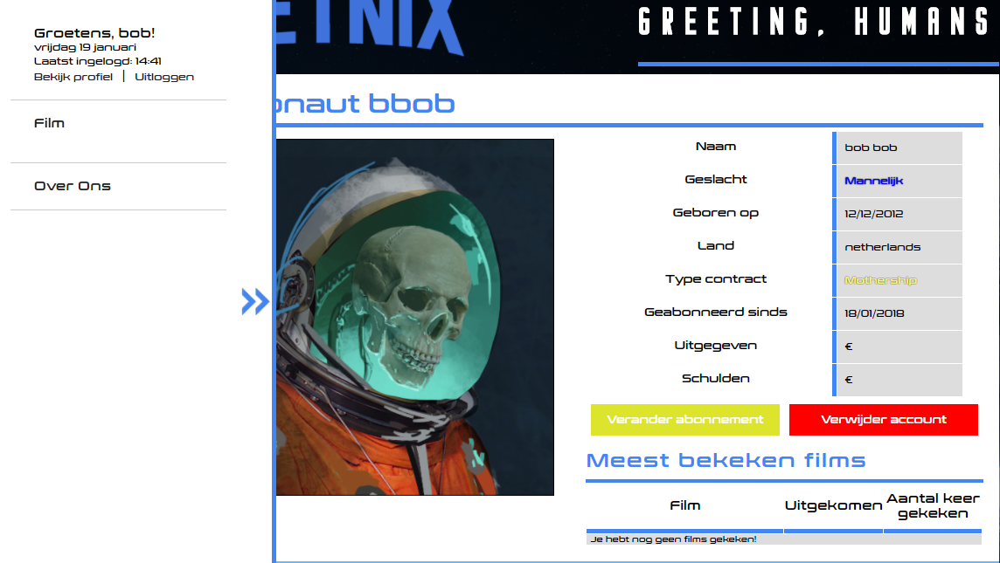 Groetens, bob!
vrijdag 19 januari
Laatst ingelogd: 14:41
Bekijk profiel | Uitloggen
Film
Over Ons
ETNIX
GREETING, HUMANS
onaut bbob
Naam bob bob
Geslacht Mannelijk
Geboren op 12/12/2012
Land netherlands
Type contract Mothership
Geabonneerd sinds 18/01/2018
Uitgegeven €
Schulden €
Verander abonnement Verwijder account
Meest bekeken films
Film Uitgekomen Aantal keer
gekeken
Je hebt nog geen films gekeken!